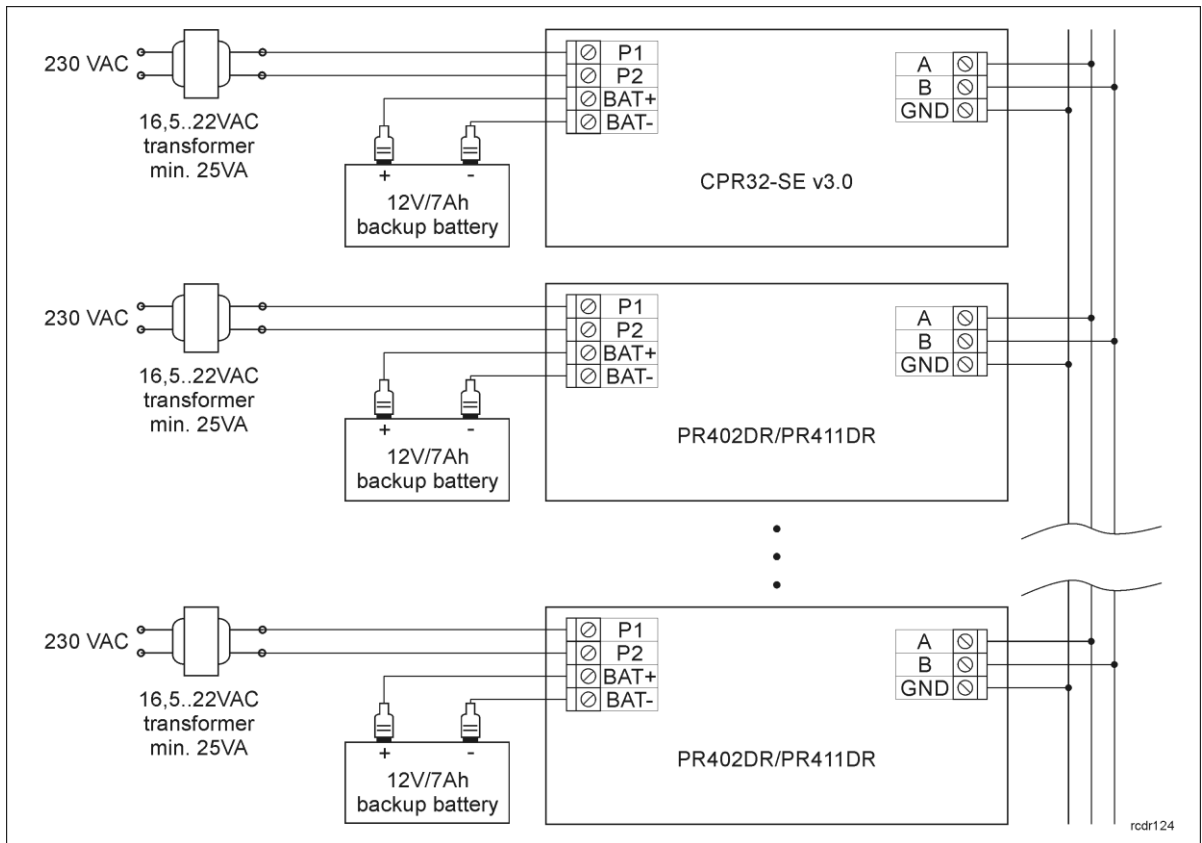 230 VAC
16,5..22VAC
transformer
min. 25VA
P1
P2
BAT+
BAT-
+ -
12V/7Ah
backup battery
CPR32-SE v3.0
A
B
GND
230 VAC
16,5..22VAC
transformer
min. 25VA
P1
P2
BAT+
BAT-
+ -
12V/7Ah
backup battery
PR402DR/PR411DR
A
B
GND
230 VAC
16,5..22VAC
transformer
min. 25VA
P1
P2
BAT+
BAT-
+ -
12V/7Ah
backup battery
PR402DR/PR411DR
A
B
GND
rcdr124